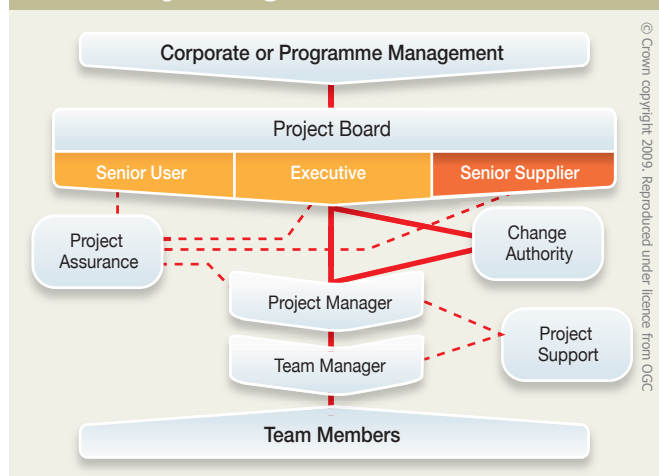 Corporate or Programme Management
Project Board
Senior User
Executive
Senior Supplier
Project
Assurance
Change
Authority
Project Manager
Project
Support
Team Manager
Team Members
© Crown copyright 2009. Reproduced under licence from OGC